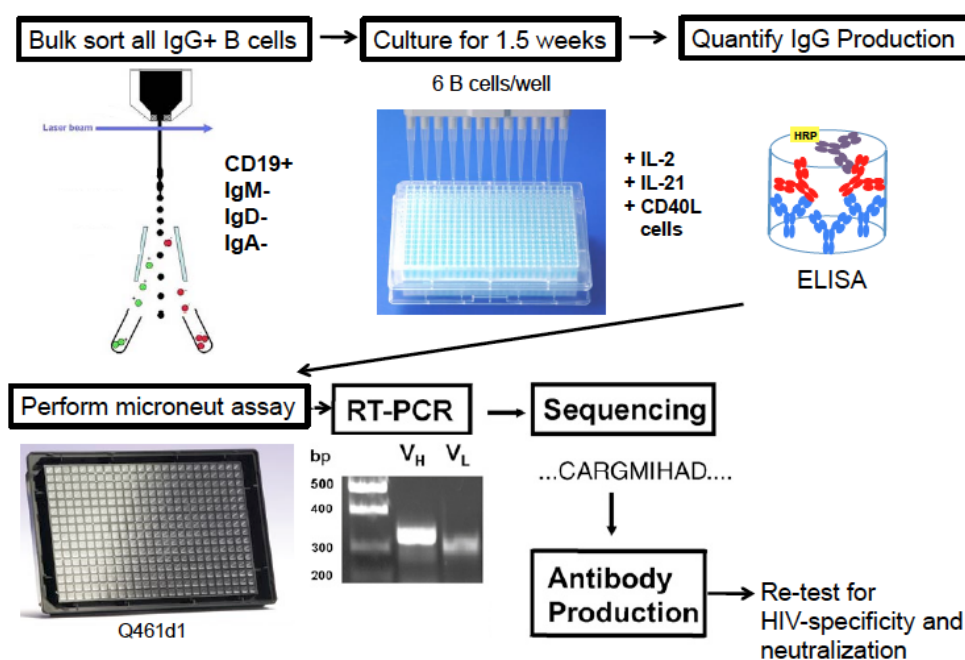 Bulk sort all IgG+ B cells
Culture for 1.5 weeks
Quantify IgG Production
Laser beam
CD19+
IgM-
IgD-
IgA-
6 B cells/well
+ IL-2
+ IL-21
+ CD40L
cells
HRP
ELISA
Perform microneut assay
RT-PCR
Sequencing
Q461d1
bp
VH
VL
500
400
300
200
...CARGMIHAD....
Antibody
Production
Re-test for
HIV-specificity and
neutralization